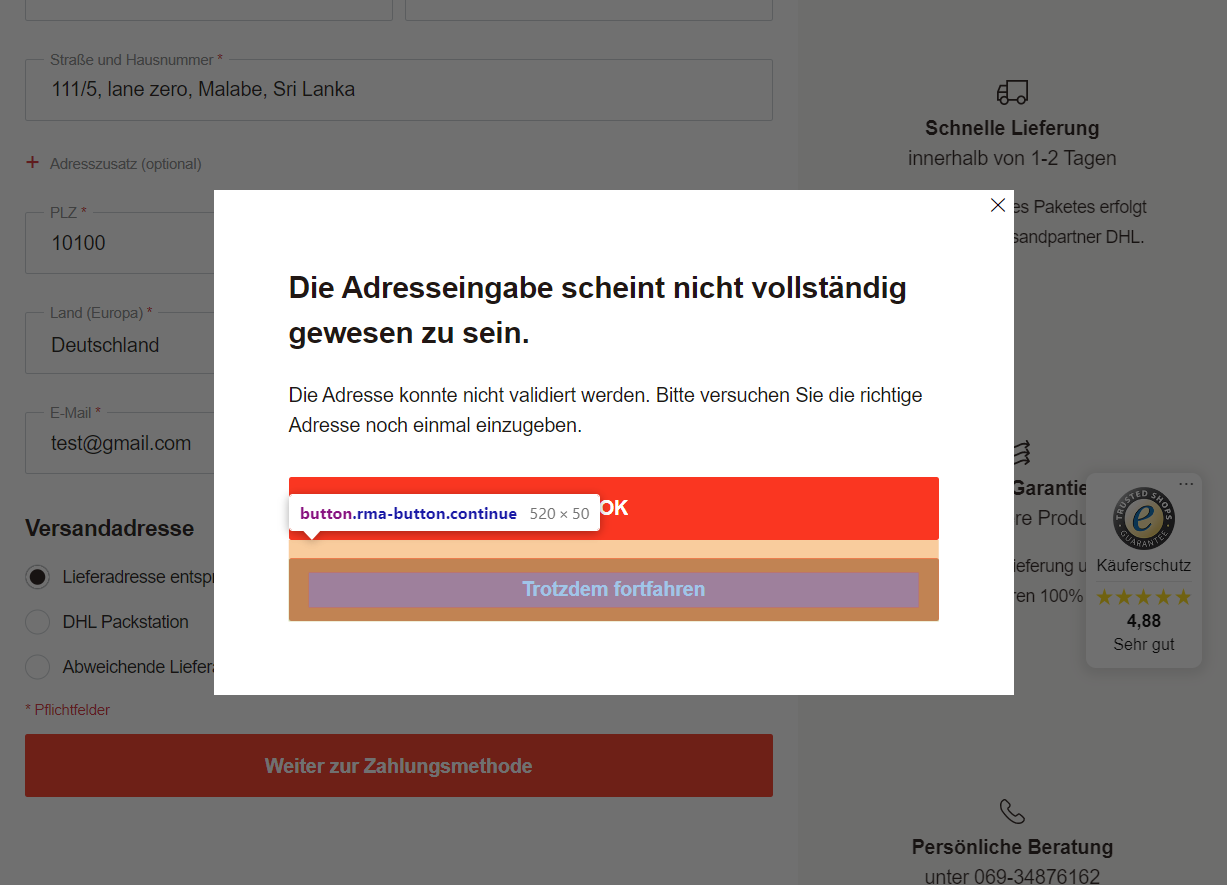 Straße und Hausnummer *
111/5, lane zero, Malabe, Sri Lanka
+ Adresszusatz (optional)
PLZ *
10100
Land (Europa) *
Deutschland
E-Mail *
test@gmail.com
Versandadresse
Lieferadresse entspr
DHL Packstation
Abweichende Liefera
* Pflichtfelder
Weiter zur Zahlungsmethode
Die Adresseingabe scheint nicht vollständig
gewesen zu sein.
Die Adresse konnte nicht validiert werden. Bitte versuchen Sie die richtige
Adresse noch einmal einzugeben.
OK
button.rma-button.continue 520 × 50
Trotzdem fortfahren
Schnelle Lieferung
innerhalb von 1-2 Tagen
es Paketes erfolgt
sandpartner DHL.
Garantie
re Produ
ieferung u
ren 100%
TRUSTED SHOPS
GUARANTEE
e
Käuferschutz
4,88
Sehr gut
Persönliche Beratung
unter 069-34876162